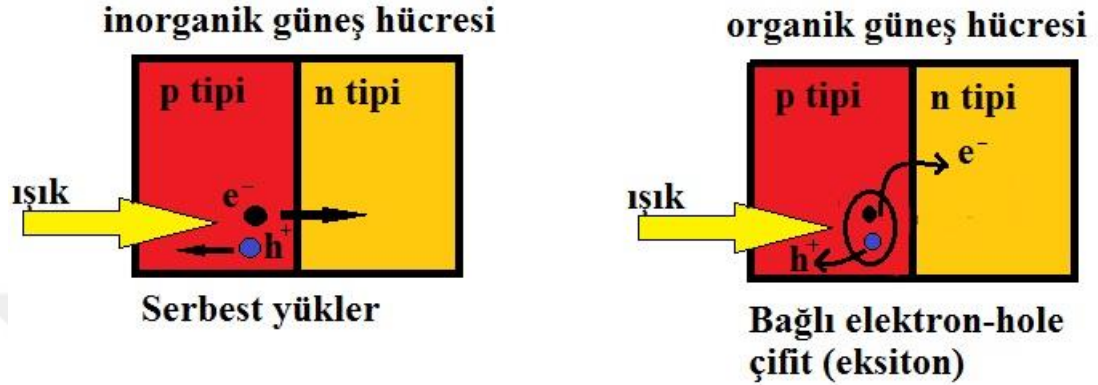 inorganik güneş hücresi
p tipi
n tipi
ışık
e⁻
h⁺
Serbest yükler
organik güneş hücresi
p tipi
n tipi
e⁻
ışık
h⁺
Bağlı elektron-hole
çifit (eksiton)